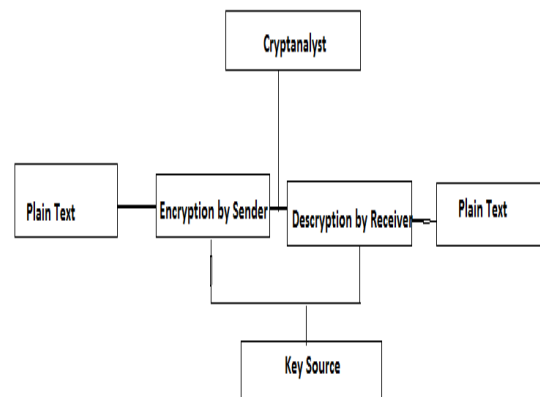 Cryptanalyst
Plain Text
Encryption by Sender
Descryption by Receiver
Plain Text
Key Source